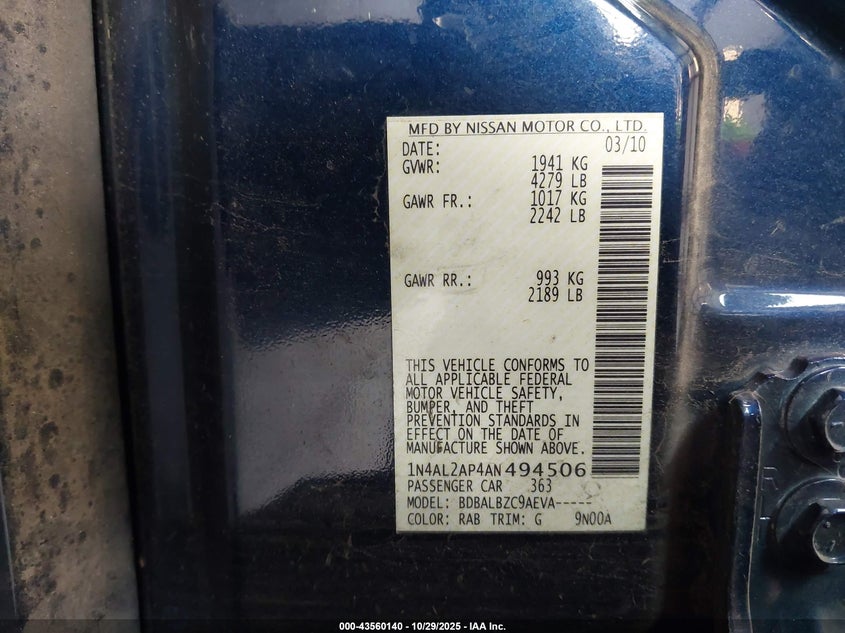 MFD BY NISSAN MOTOR CO., LTD.
DATE: 03/10
GVWR: 1941 KG
4279 LB
GAWR FR.: 1017 KG
2242 LB
GAWR RR.: 993 KG
2189 LB
THIS VEHICLE CONFORMS TO
ALL APPLICABLE FEDERAL
MOTOR VEHICLE SAFETY,
BUMPER, AND THEFT
PREVENTION STANDARDS IN
EFFECT ON THE DATE OF
MANUFACTURE SHOWN ABOVE.
1N4AL2AP4AN494506
PASSENGER CAR 363
MODEL: BDBALBZC9AEVA-----
COLOR: RAB TRIM: G 9N00A
000-43560140 - 10/29/2025 - IAA Inc.